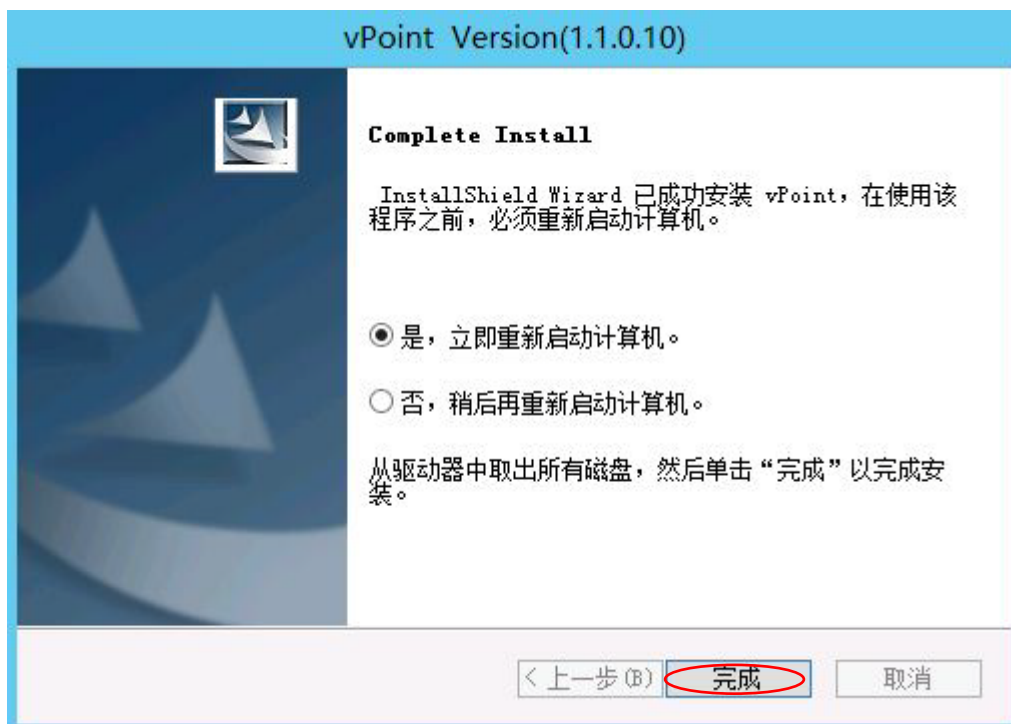 vPoint Version(1.1.0.10)
Complete Install
InstallShield Wizard 已成功安装 vPoint，在使用该
程序之前，必须重新启动计算机。
是，立即重新启动计算机。
否，稍后再重新启动计算机。
从驱动器中取出所有磁盘，然后单击“完成”以完成安
装。
< 上一步(B)
完成
取消